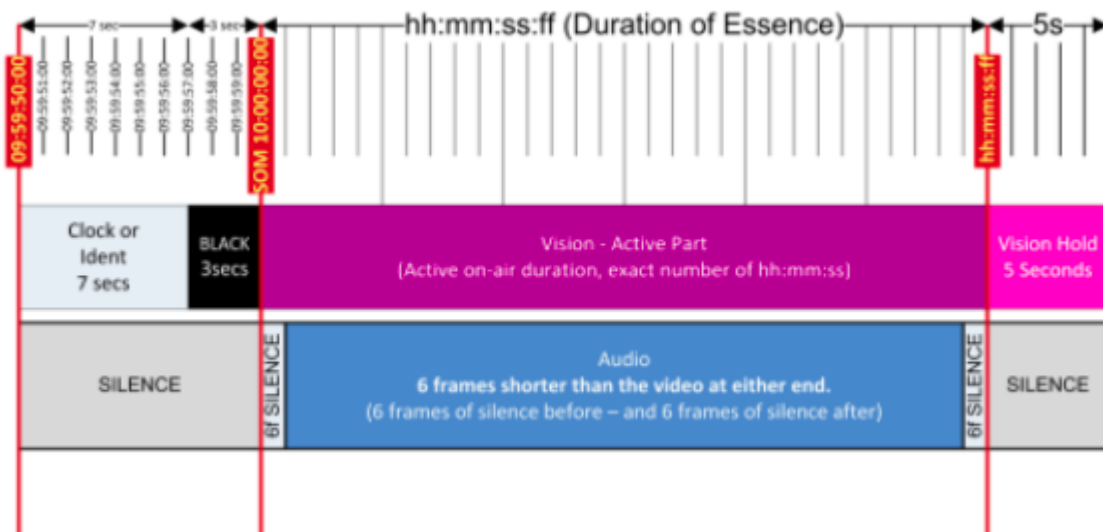 7 sec
3 sec
hh:mm:ss:ff (Duration of Essence)
5s
09:59:50:00
09:59:51:00
09:59:52:00
09:59:53:00
09:59:54:00
09:59:55:00
09:59:56:00
09:59:57:00
09:59:58:00
09:59:59:00
SOM 10:00:00:00
hh:mm:ss:ff
Clock or
Ident
7 secs
BLACK
3secs
Vision - Active Part
(Active on-air duration, exact number of hh:mm:ss)
Vision Hold
5 Seconds
SILENCE
6f SILENCE
Audio
6 frames shorter than the video at either end.
(6 frames of silence before – and 6 frames of silence after)
6f SILENCE
SILENCE